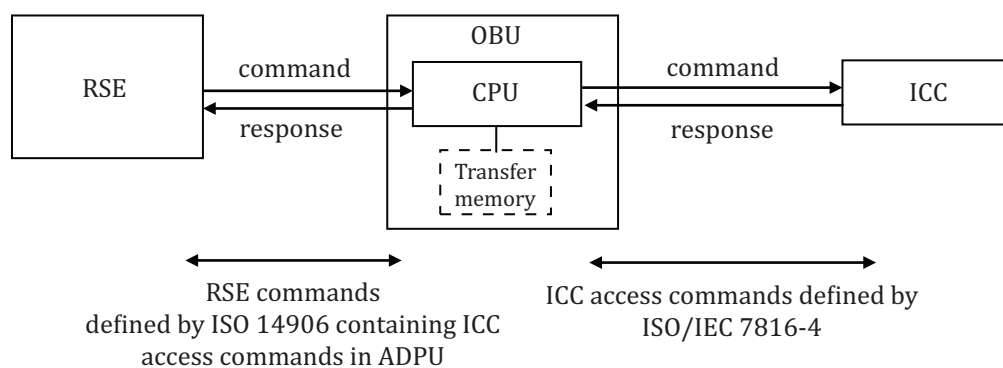 OBU
RSE
command
response
CPU
command
response
ICC
Transfer
memory
RSE commands
defined by ISO 14906 containing ICC
access commands in ADPU
ICC access commands defined by
ISO/IEC 7816-4